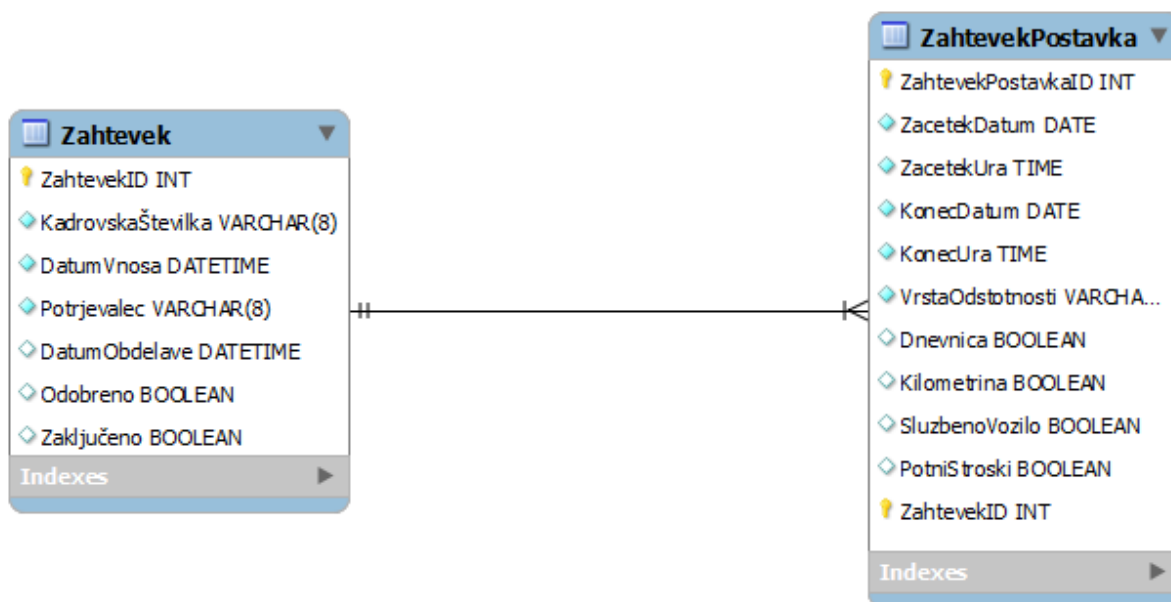 Zahtevek
ZahtevekID INT
KadrovskaŠtevilka VARCHAR(8)
DatumVnosa DATETIME
Potrjevalec VARCHAR(8)
DatumObdelave DATETIME
Odobreno BOOLEAN
Zaključeno BOOLEAN
Indexes
ZahtevekPostavka
ZahtevekPostavkaID INT
ZacetekDatum DATE
ZacetekUra TIME
KonecDatum DATE
KonecUra TIME
VrstaOdstotnosti VARCHA...
Dnevnica BOOLEAN
Kilometrina BOOLEAN
SluzbenoVozilo BOOLEAN
PotniStroski BOOLEAN
ZahtevekID INT
Indexes